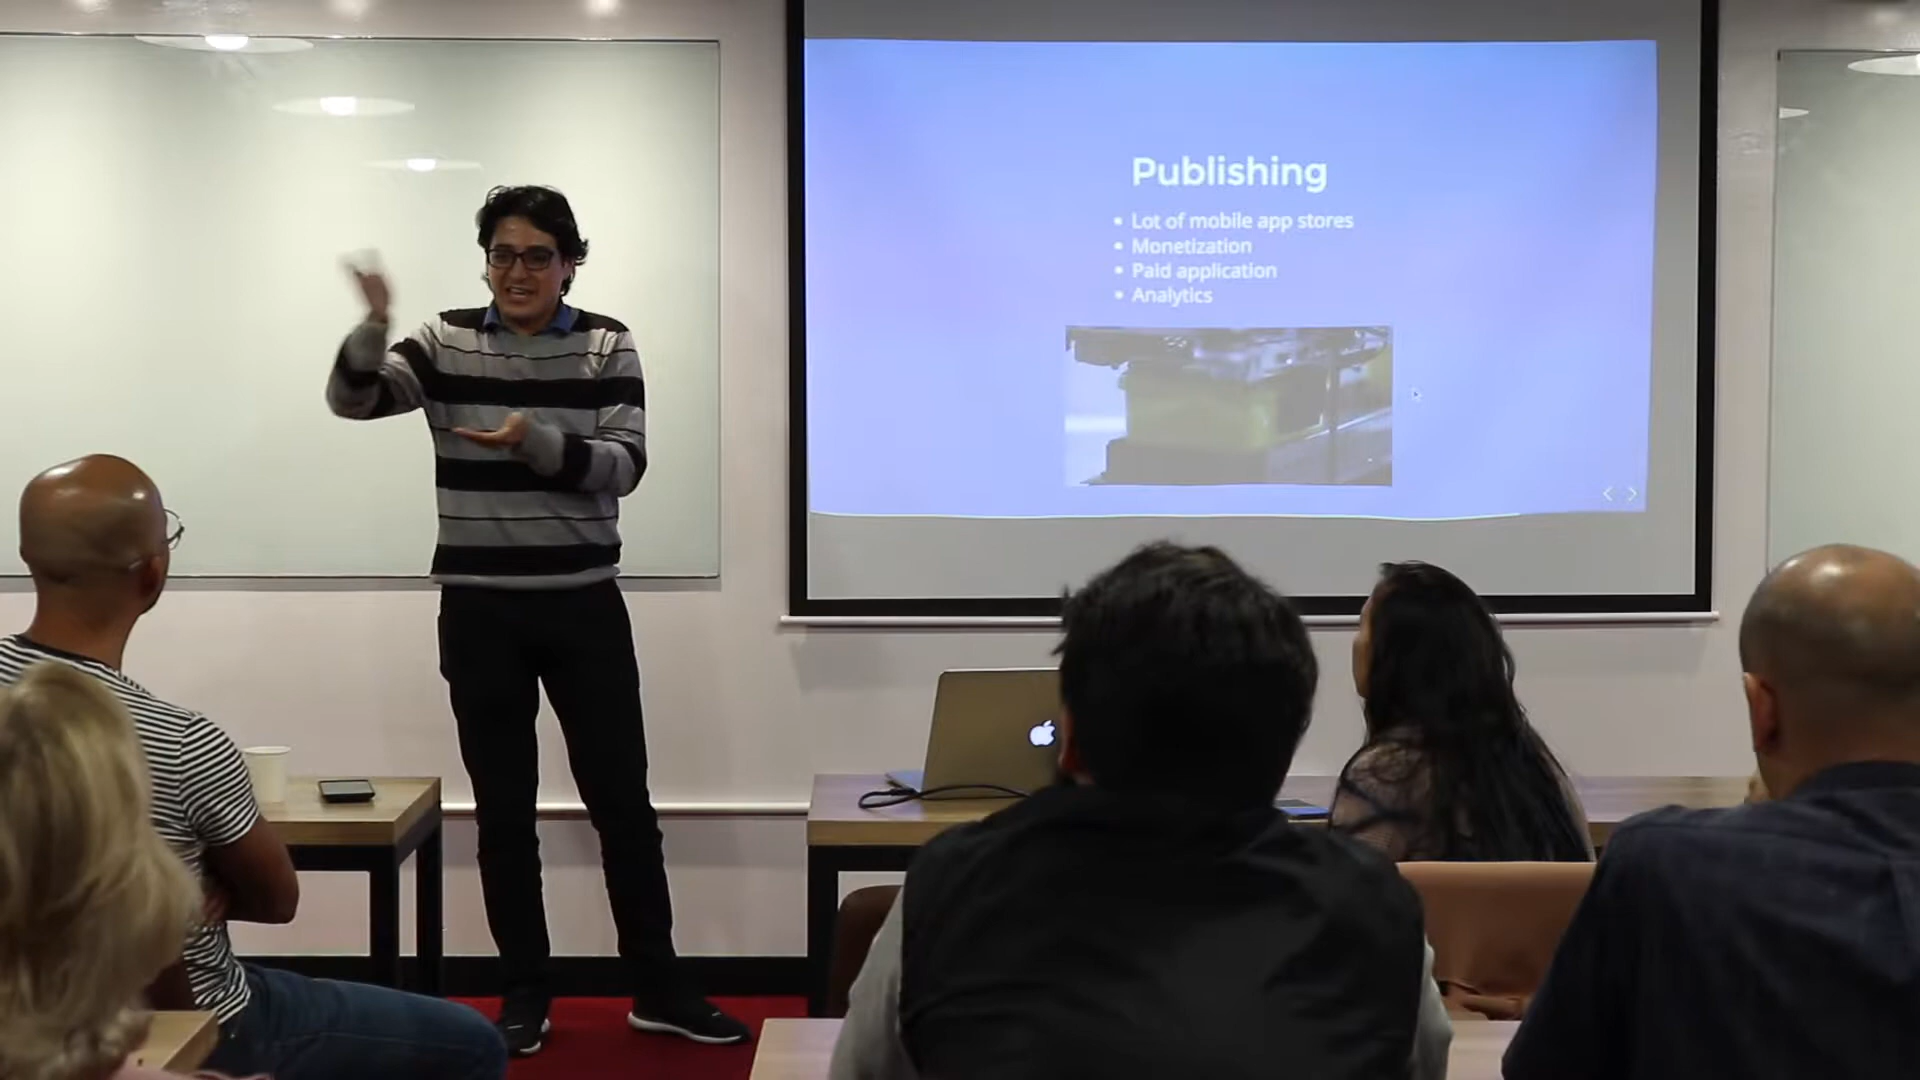 Publishing
Lot of mobile app stores
Monetization
Paid application
Analytics